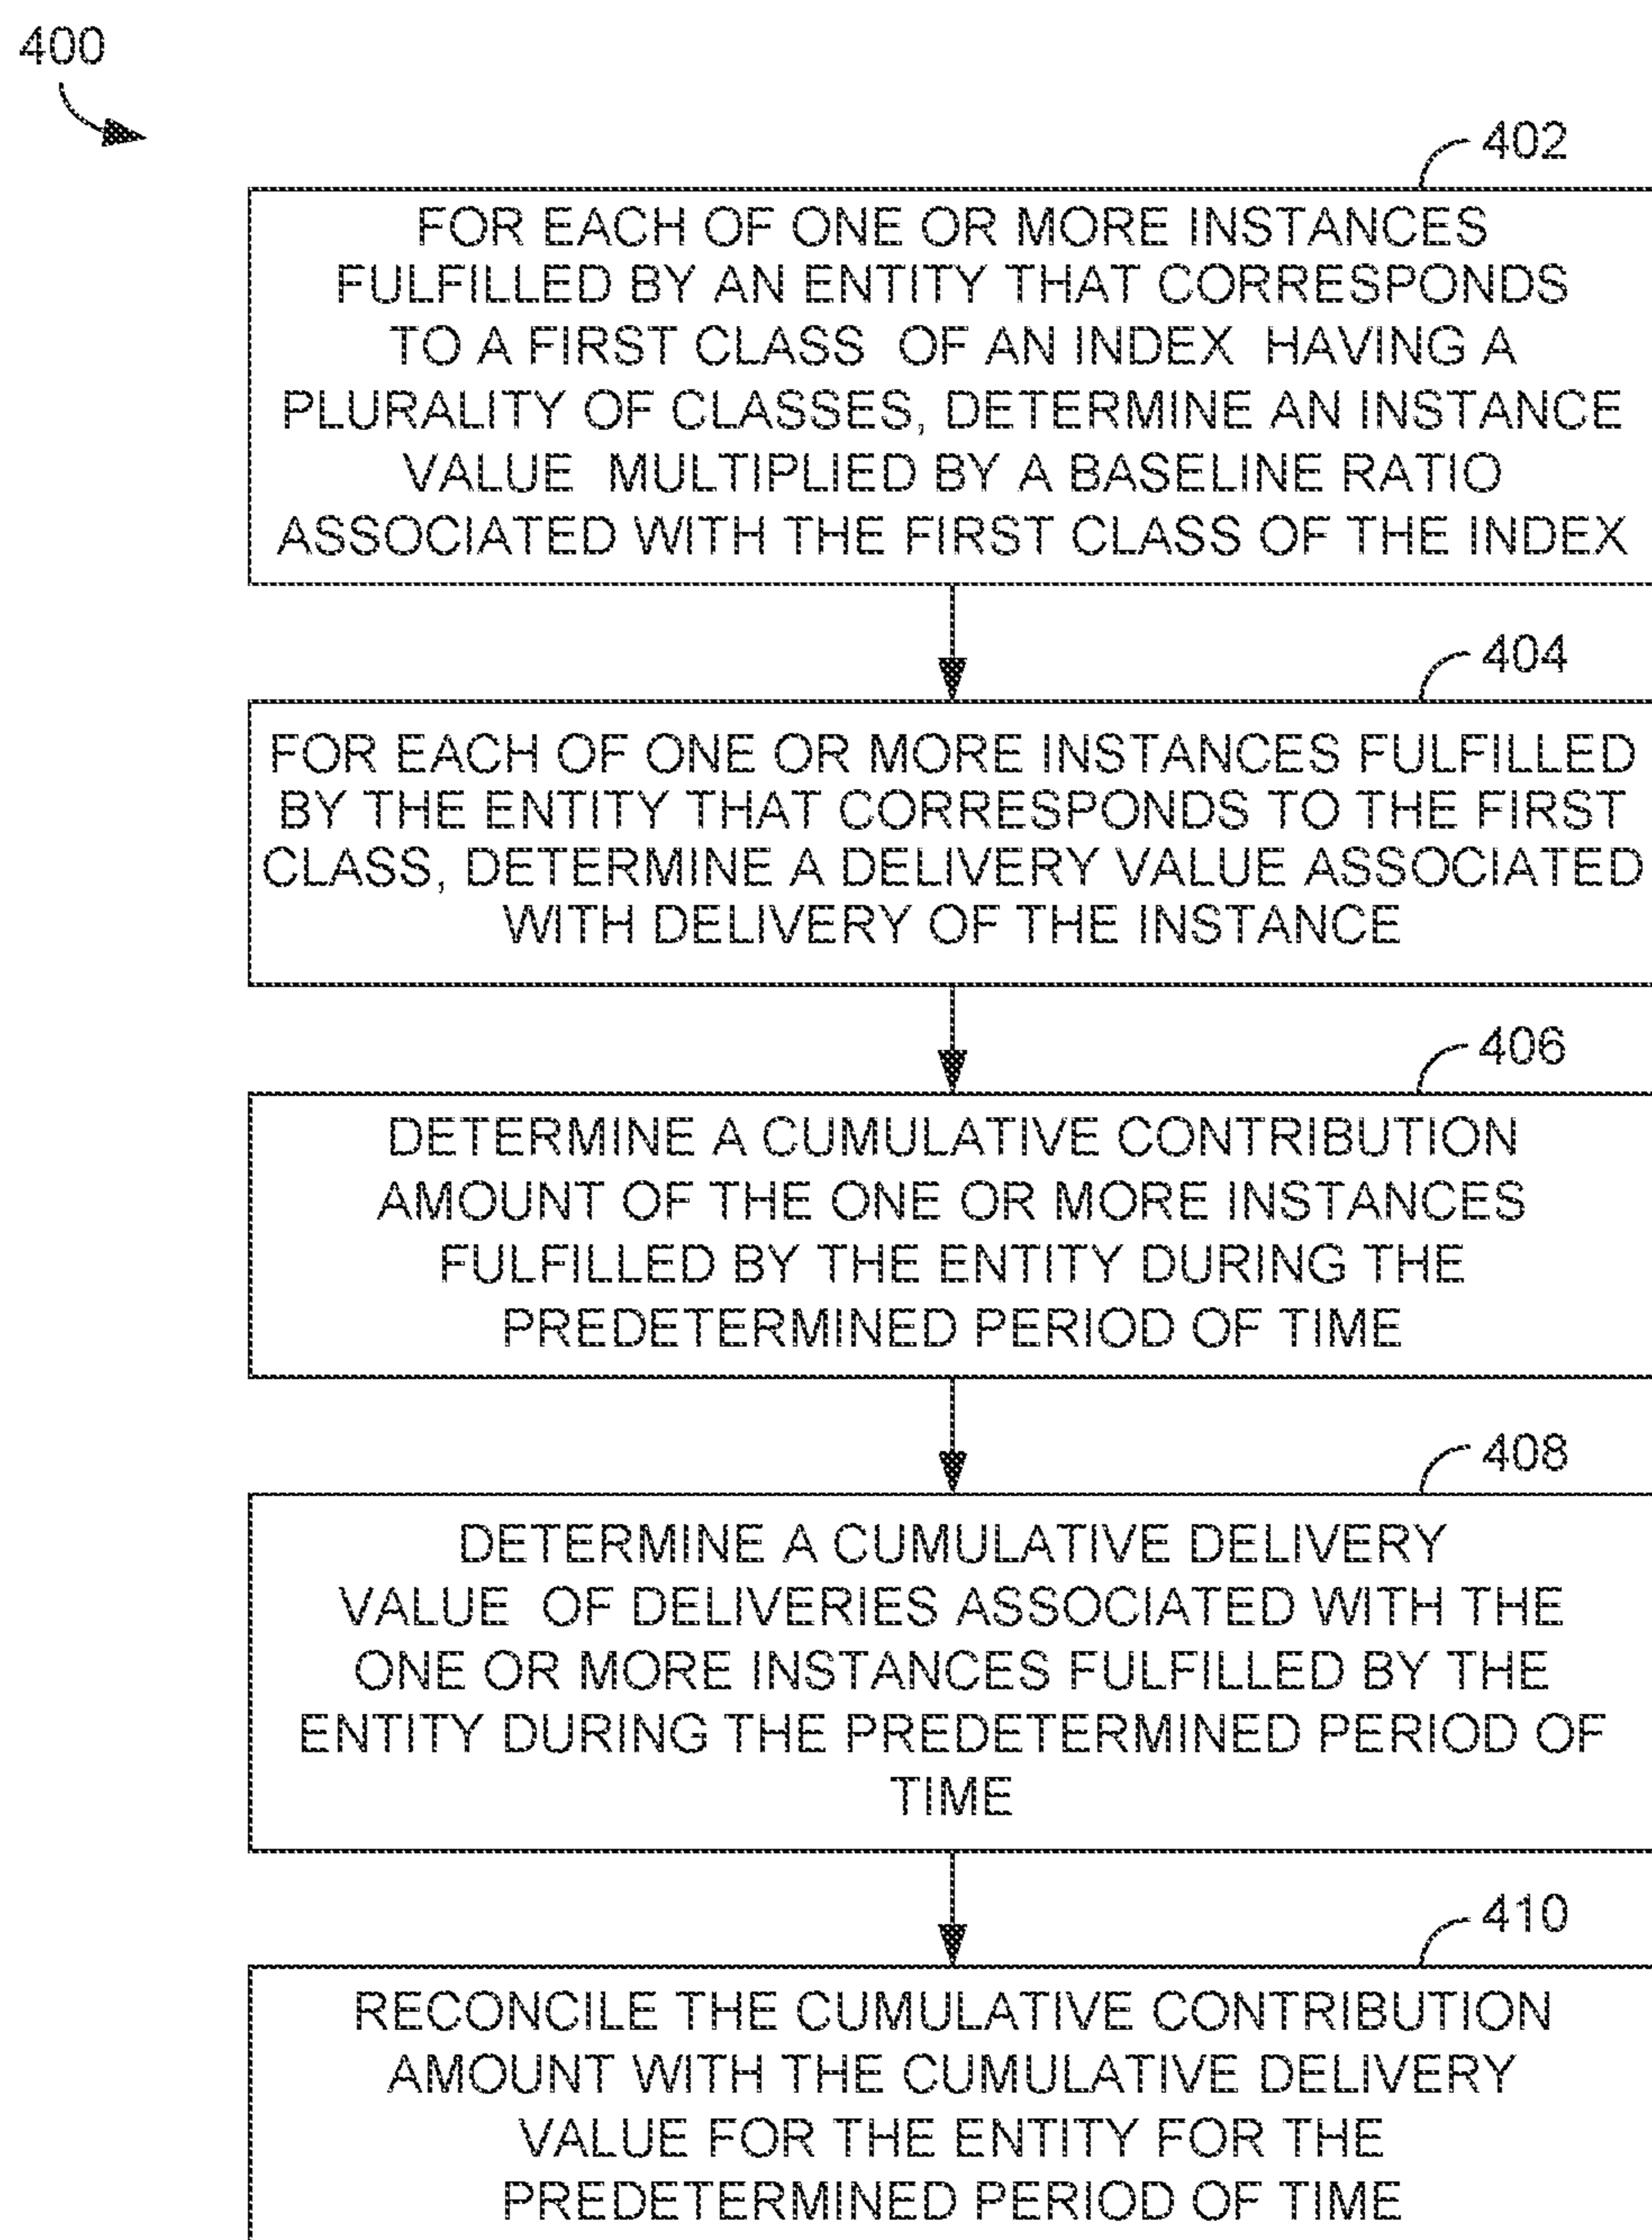 400
402
FOR EACH OF ONE OR MORE INSTANCES
FULFILLED BY AN ENTITY THAT CORRESPONDS
TO A FIRST CLASS OF AN INDEX HAVING A
PLURALITY OF CLASSES, DETERMINE AN INSTANCE
VALUE MULTIPLIED BY A BASELINE RATIO
ASSOCIATED WITH THE FIRST CLASS OF THE INDEX
404
FOR EACH OF ONE OR MORE INSTANCES FULFILLED
BY THE ENTITY THAT CORRESPONDS TO THE FIRST
CLASS, DETERMINE A DELIVERY VALUE ASSOCIATED
WITH DELIVERY OF THE INSTANCE
406
DETERMINE A CUMULATIVE CONTRIBUTION
AMOUNT OF THE ONE OR MORE INSTANCES
FULFILLED BY THE ENTITY DURING THE
PREDETERMINED PERIOD OF TIME
408
DETERMINE A CUMULATIVE DELIVERY
VALUE OF DELIVERIES ASSOCIATED WITH THE
ONE OR MORE INSTANCES FULFILLED BY THE
ENTITY DURING THE PREDETERMINED PERIOD OF
TIME
410
RECONCILE THE CUMULATIVE CONTRIBUTION
AMOUNT WITH THE CUMULATIVE DELIVERY
VALUE FOR THE ENTITY FOR THE
PREDETERMINED PERIOD OF TIME